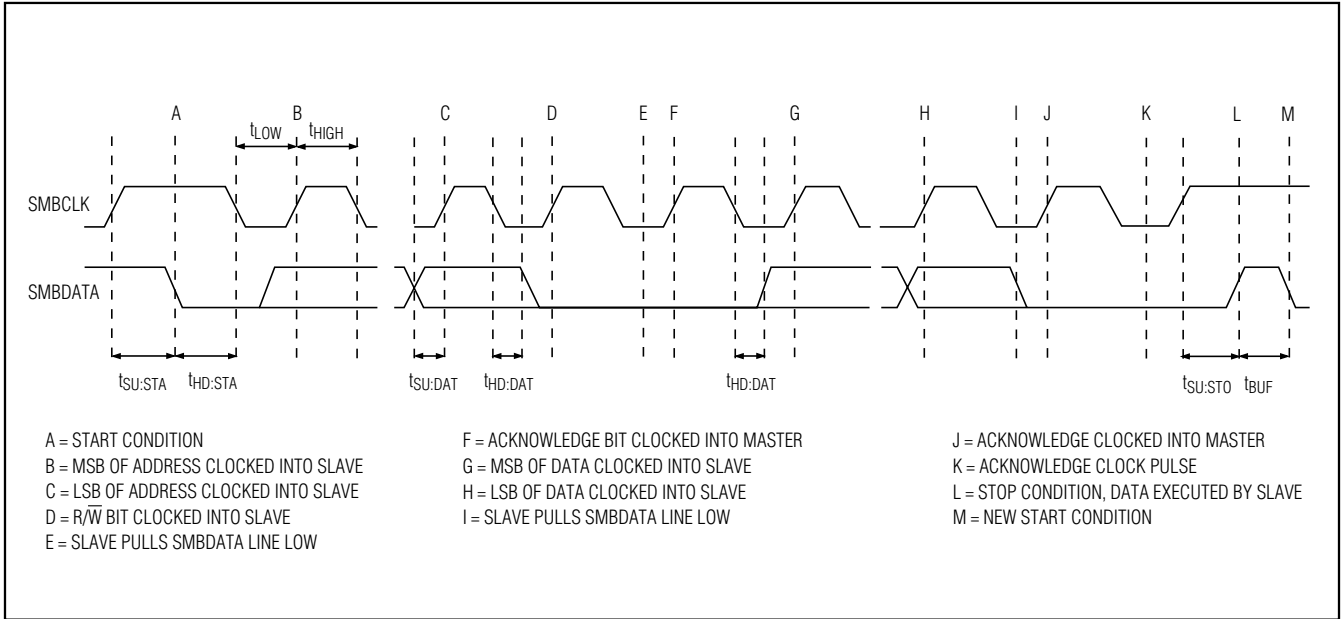 A B C D E F G H I J K L M
tLOW tHIGH
SMBCLK
SMBDATA
tSU:STA tHD:STA tSU:DAT tHD:DAT tHD:DAT tSU:STO tBUF
A = START CONDITION
B = MSB OF ADDRESS CLOCKED INTO SLAVE
C = LSB OF ADDRESS CLOCKED INTO SLAVE
D = R/W̅ BIT CLOCKED INTO SLAVE
E = SLAVE PULLS SMBDATA LINE LOW
F = ACKNOWLEDGE BIT CLOCKED INTO MASTER
G = MSB OF DATA CLOCKED INTO SLAVE
H = LSB OF DATA CLOCKED INTO SLAVE
I = SLAVE PULLS SMBDATA LINE LOW
J = ACKNOWLEDGE CLOCKED INTO MASTER
K = ACKNOWLEDGE CLOCK PULSE
L = STOP CONDITION, DATA EXECUTED BY SLAVE
M = NEW START CONDITION